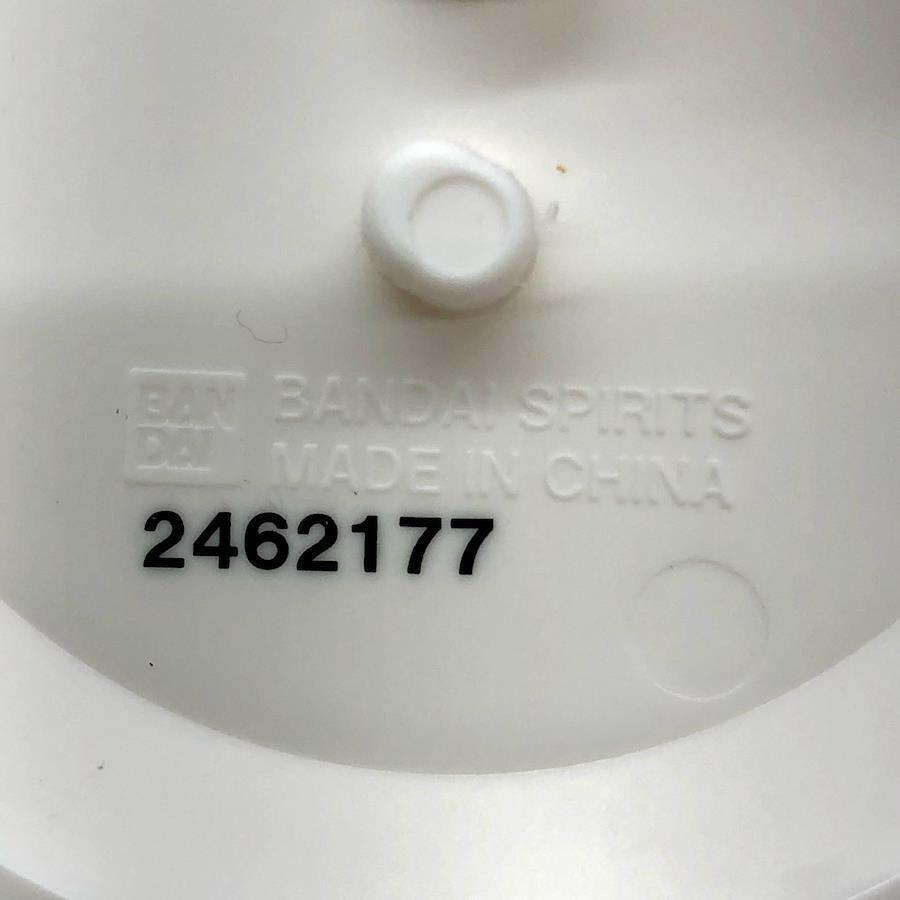 BAN
DAI
BANDAI SPIRITS
MADE IN CHINA
2462177